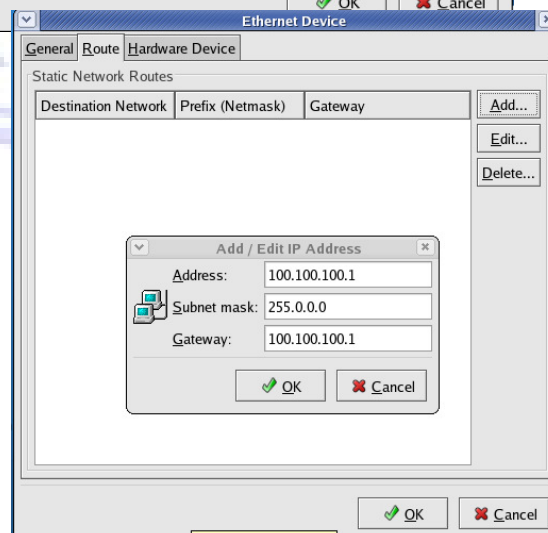 OK Cancel
Ethernet Device
General Route Hardware Device
Static Network Routes
Destination Network Prefix (Netmask) Gateway
Add...
Edit...
Delete...
Add / Edit IP Address
Address: 100.100.100.1
Subnet mask: 255.0.0.0
Gateway: 100.100.100.1
OK Cancel
OK Cancel